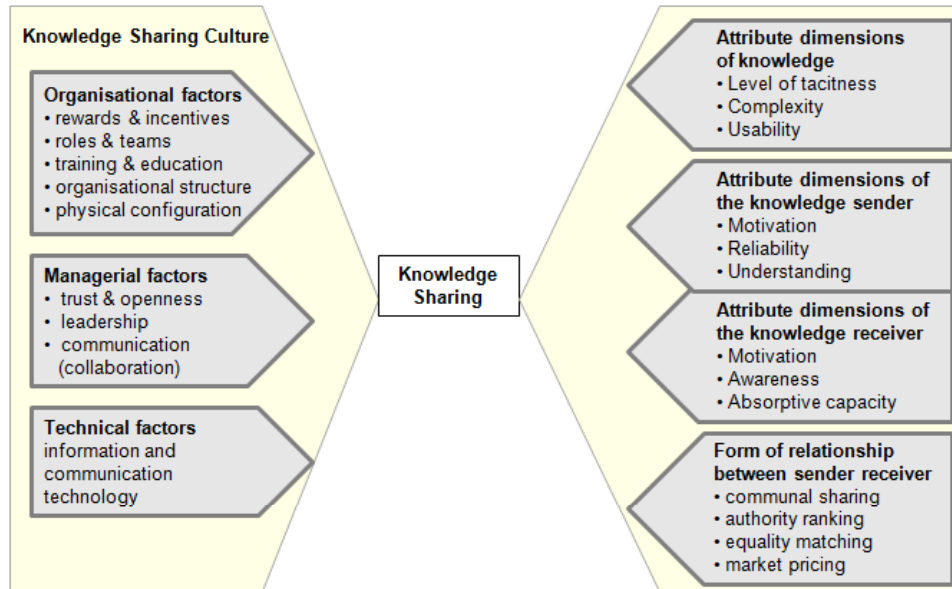 Knowledge Sharing Culture
Organisational factors
• rewards & incentives
• roles & teams
• training & education
• organisational structure
• physical configuration
Managerial factors
• trust & openness
• leadership
• communication
(collaboration)
Technical factors
information and
communication
technology
Knowledge
Sharing
Attribute dimensions
of knowledge
• Level of tacitness
• Complexity
• Usability
Attribute dimensions of
the knowledge sender
• Motivation
• Reliability
• Understanding
Attribute dimensions of
the knowledge receiver
• Motivation
• Awareness
• Absorptive capacity
Form of relationship
between sender receiver
• communal sharing
• authority ranking
• equality matching
• market pricing